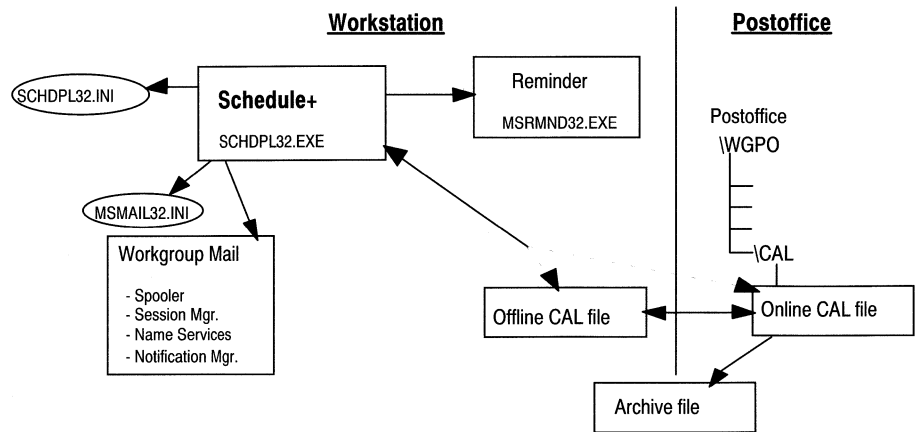 Workstation
Postoffice
SCHDPL32.INI
Schedule+
SCHDPL32.EXE
Reminder
MSRMND32.EXE
Postoffice
\WGPO
\CAL
MSMAIL32.INI
Workgroup Mail
- Spooler
- Session Mgr.
- Name Services
- Notification Mgr.
Offline CAL file
Online CAL file
Archive file